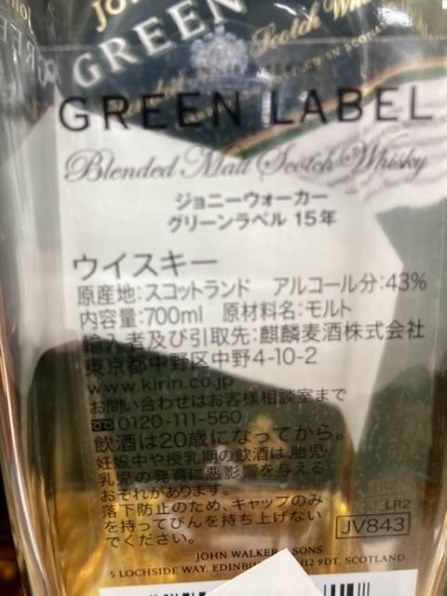 GREEN
Scotch
GREEN LABEL
Blended Malt Scotch Whisky
ジョニーウォーカー
グリーンラベル 15年
ウイスキー
原産地:スコットランド アルコール分:43%
内容量:700ml 原材料名:モルト
輸入者及び引取先:麒麟麦酒株式会社
東京都中野区中野4-10-2
www.kirin.co.jp
お問い合わせはお客様相談室まで
0120-111-560
飲酒は20歳になってから。
妊娠中や授乳期の飲酒は、胎児・
乳児の発育に悪影響を与える
おそれがあります。
落下防止のため、キャップのみ
を持ってびんを持ち上げない
でください。
LR2
JV843
JOHN WALKER SONS
5 LOCHSIDE WAY, 9DT, SCOTLAND